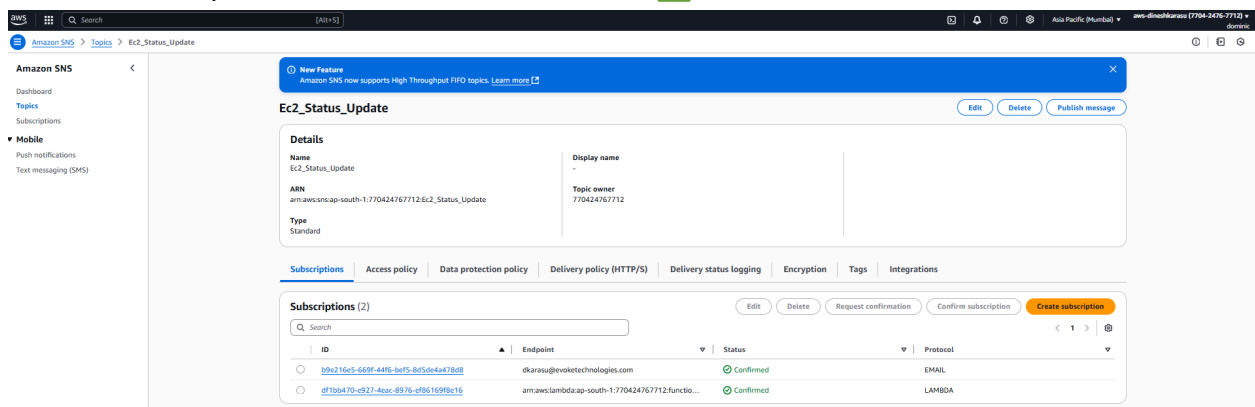 aws
Search
[Alt+S]
Asia Pacific (Mumbai)
aws-dineshkarasu (7704-2476-7712)
dominic
Amazon SNS > Topics > Ec2_Status_Update
Amazon SNS
Dashboard
Topics
Subscriptions
Mobile
Push notifications
Text messaging (SMS)
New Feature
Amazon SNS now supports High Throughput FIFO topics. Learn more
Ec2_Status_Update
Edit
Delete
Publish message
Details
Name
Ec2_Status_Update
Display name
-
ARN
arn:aws:sns:ap-south-1:770424767712:Ec2_Status_Update
Topic owner
770424767712
Type
Standard
Subscriptions
Access policy
Data protection policy
Delivery policy (HTTP/S)
Delivery status logging
Encryption
Tags
Integrations
Subscriptions (2)
Edit
Delete
Request confirmation
Confirm subscription
Create subscription
Search
1
ID Endpoint Status Protocol
b9e216e5-669f-44f6-bef5-8d5de4a478d8 dkarasu@evoketechnologies.com Confirmed EMAIL
df1bb470-e927-4eac-8976-ef86169f8e16 arn:aws:lambda:ap-south-1:770424767712:functio... Confirmed LAMBDA